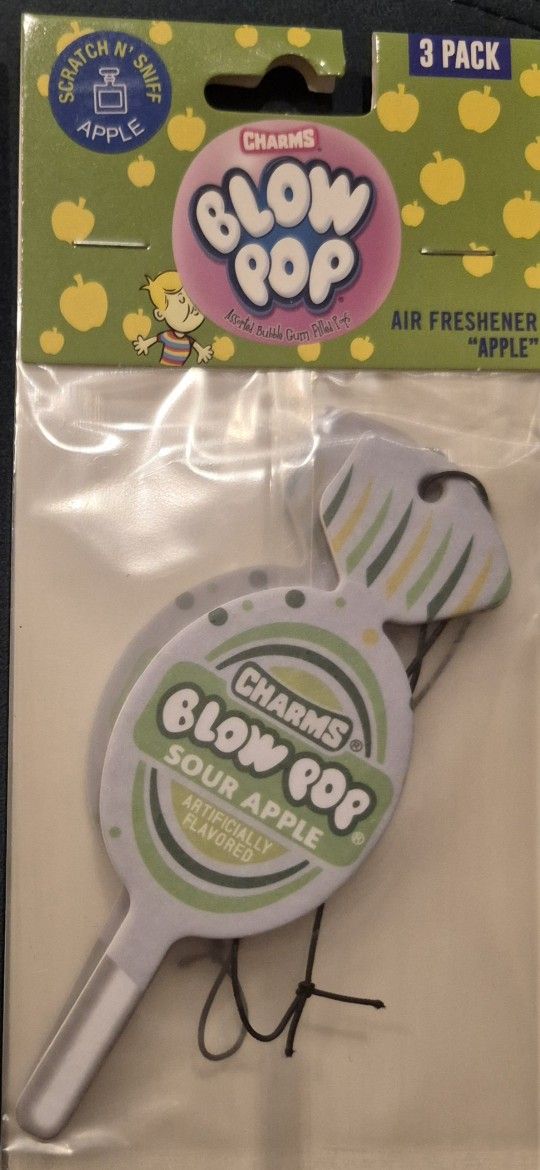 SCRATCH N' SNIFF
APPLE
3 PACK
CHARMS
BLOW
POP®
Assorted Bubble Gum Filled Pops
AIR FRESHENER
"APPLE"
CHARMS®
BLOW POP®
SOUR APPLE
ARTIFICIALLY
FLAVORED